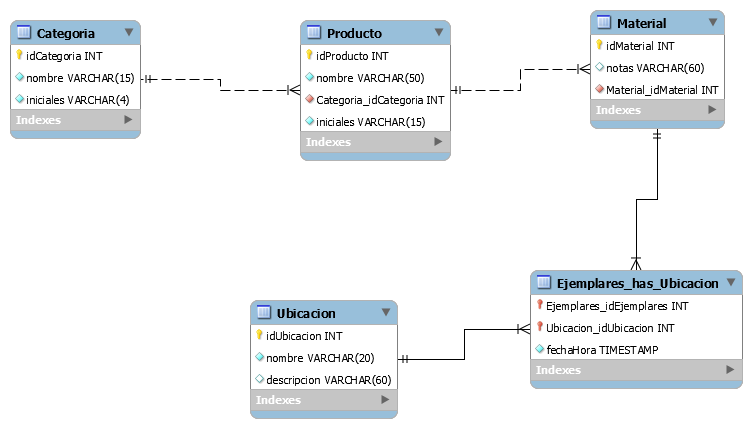 Categoria
idCategoria INT
nombre VARCHAR(15)
iniciales VARCHAR(4)
Indexes
Producto
idProducto INT
nombre VARCHAR(50)
Categoria_idCategoria INT
iniciales VARCHAR(15)
Indexes
Material
idMaterial INT
notas VARCHAR(60)
Material_idMaterial INT
Indexes
Ubicacion
idUbicacion INT
nombre VARCHAR(20)
descripcion VARCHAR(60)
Indexes
Ejemplares_has_Ubicacion
Ejemplares_idEjemplares INT
Ubicacion_idUbicacion INT
fechaHora TIMESTAMP
Indexes